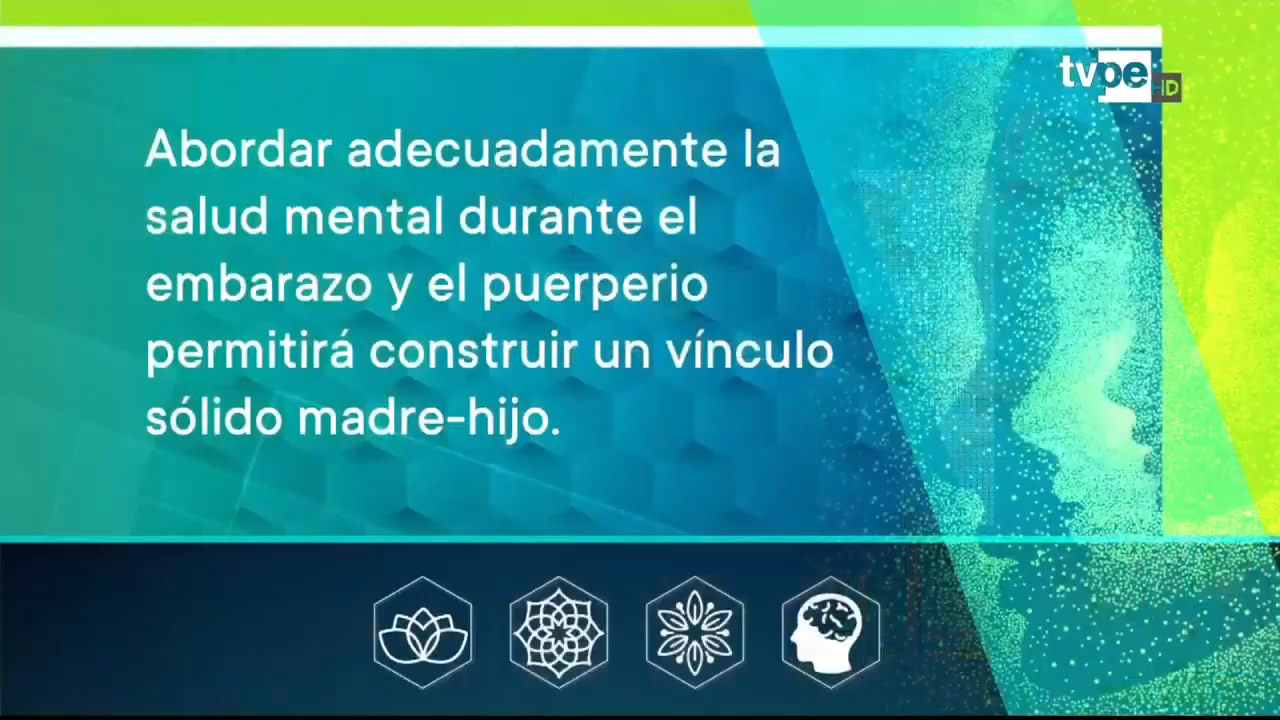 tvpe HD
Abordar adecuadamente la
salud mental durante el
embarazo y el puerperio
permitirá construir un vínculo
sólido madre-hijo.